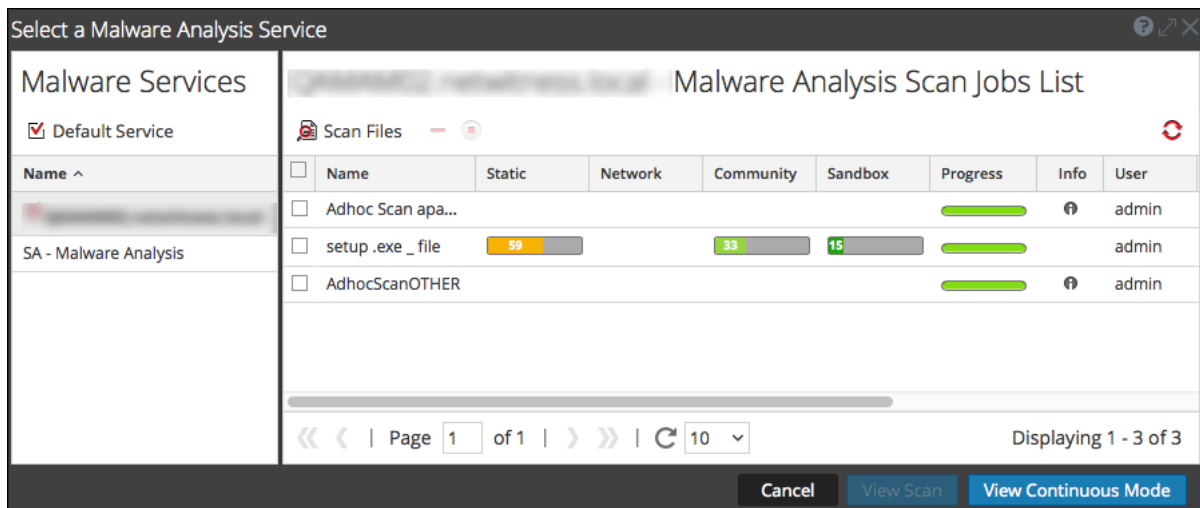 Select a Malware Analysis Service
Malware Services
Default Service
Name
SA - Malware Analysis
Malware Analysis Scan Jobs List
Scan Files
Name Static Network Community Sandbox Progress Info User
Adhoc Scan apa... admin
setup .exe _ file 59 33 15 admin
AdhocScanOTHER admin
Page 1 of 1 | 10 Displaying 1 - 3 of 3
Cancel View Scan View Continuous Mode